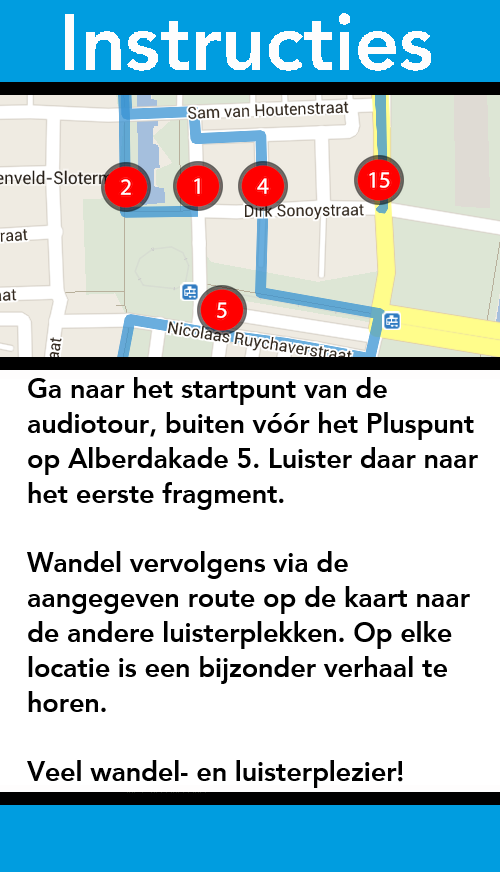 Instructies
Sam van Houtenstraat
enveld-Sloterm
2
1
4
15
Dirk Sonoystraat
raat
at
5
Nicolaas Ruychaverstraat
aat
Ga naar het startpunt van de
audiotour, buiten vóór het Pluspunt
op Alberdakade 5. Luister daar naar
het eerste fragment.
Wandel vervolgens via de
aangegeven route op de kaart naar
de andere luisterplekken. Op elke
locatie is een bijzonder verhaal te
horen.
Veel wandel- en luisterplezier!